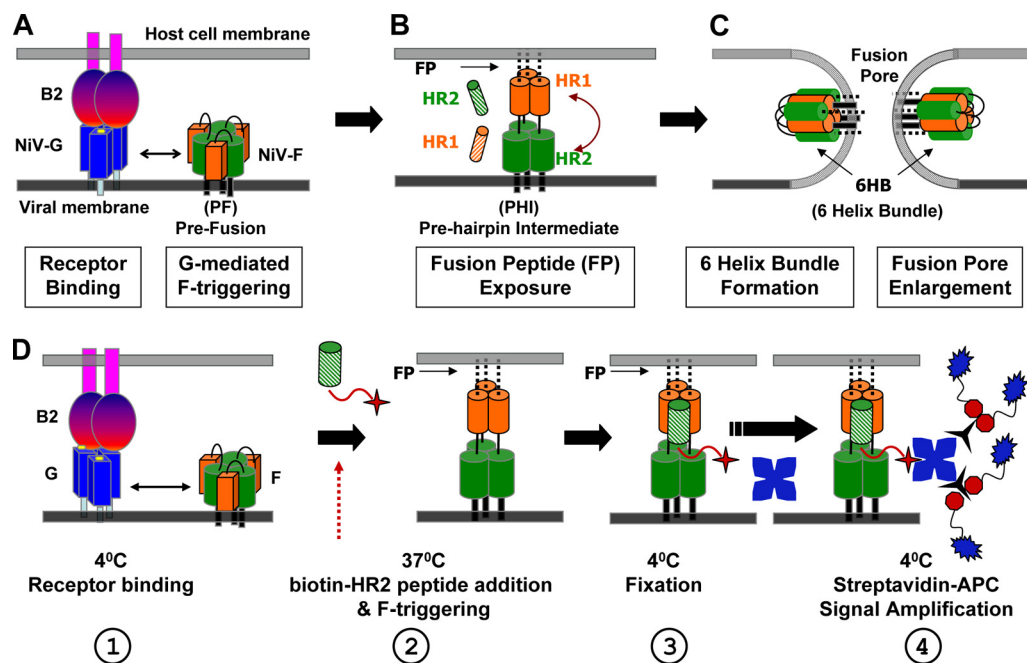 A
Host cell membrane
B2
NiV-G
NiV-F
Viral membrane
(PF)
Pre-Fusion
Receptor
Binding
G-mediated
F-triggering
B
FP
HR2
HR1
HR1
HR2
(PHI)
Pre-hairpin Intermediate
Fusion Peptide (FP)
Exposure
C
Fusion
Pore
6HB
(6 Helix Bundle)
6 Helix Bundle
Formation
Fusion Pore
Enlargement
D
B2
G
F
4⁰C
Receptor binding
1
FP
37⁰C
biotin-HR2 peptide addition
& F-triggering
2
FP
4⁰C
Fixation
3
4⁰C
Streptavidin-APC
Signal Amplification
4